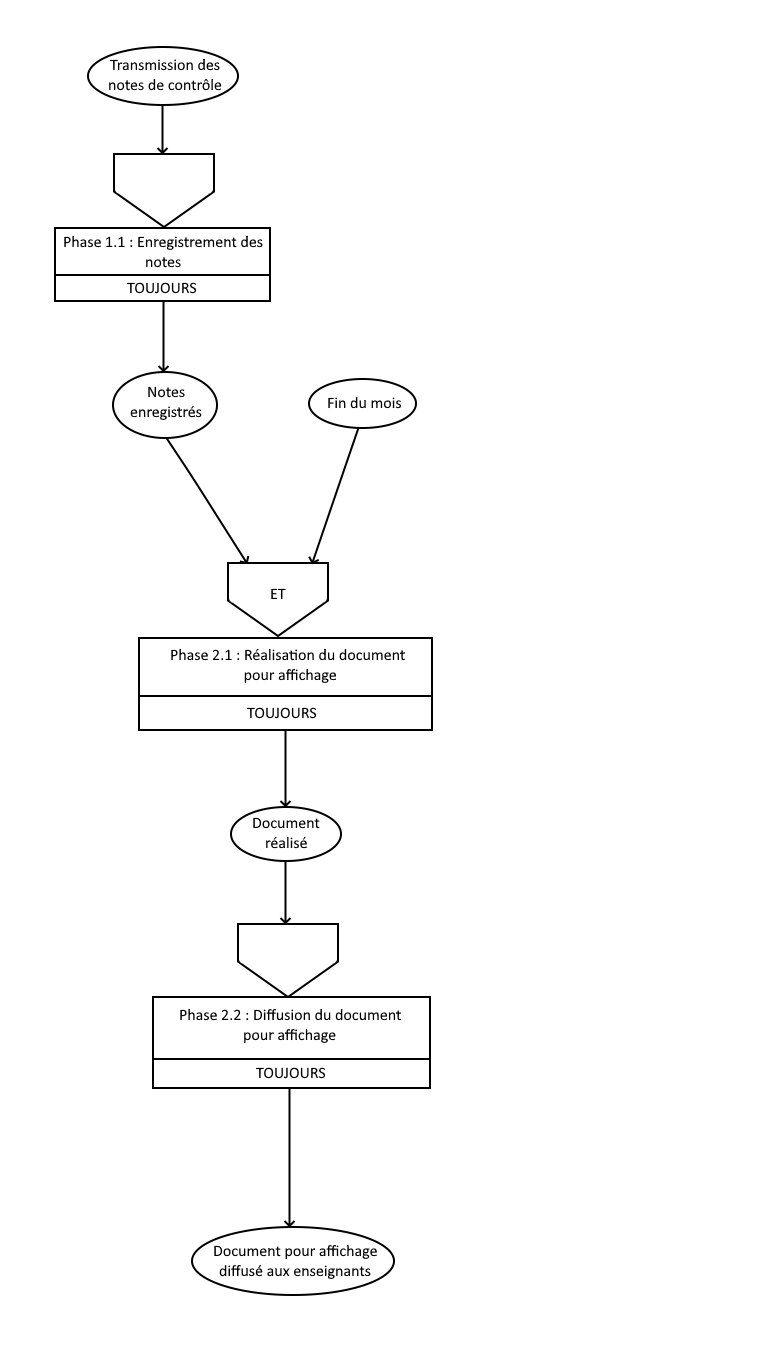 Transmission des
notes de contrôle
Phase 1.1 : Enregistrement des
notes
TOUJOURS
Notes
enregistrés
Fin du mois
ET
Phase 2.1 : Réalisation du document
pour affichage
TOUJOURS
Document
réalisé
Phase 2.2 : Diffusion du document
pour affichage
TOUJOURS
Document pour affichage
diffusé aux enseignants